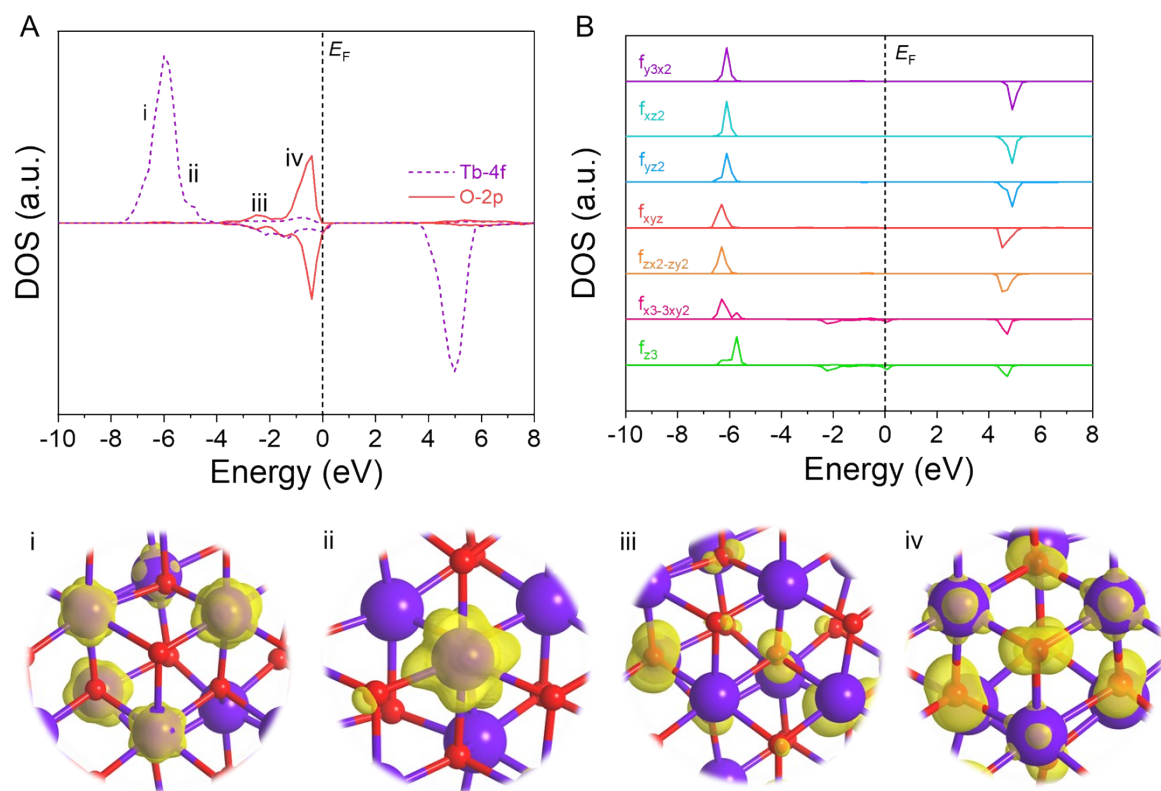 A
B
E_F
E_F
i
ii
iii
iv
Tb-4f
O-2p
f_y3x2
f_xz2
f_yz2
f_xyz
f_zx2-zy2
f_x3-3xy2
f_z3
DOS (a.u.)
DOS (a.u.)
-10 -8 -6 -4 -2 0 2 4 6 8
-10 -8 -6 -4 -2 0 2 4 6 8
Energy (eV)
Energy (eV)
i
ii
iii
iv